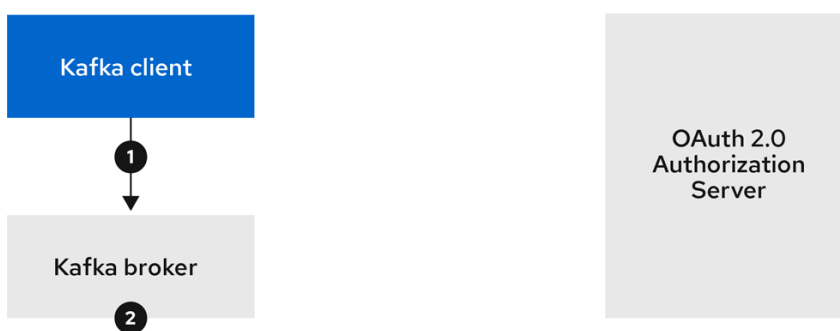 Kafka client
1
Kafka broker
2
OAuth 2.0
Authorization
Server